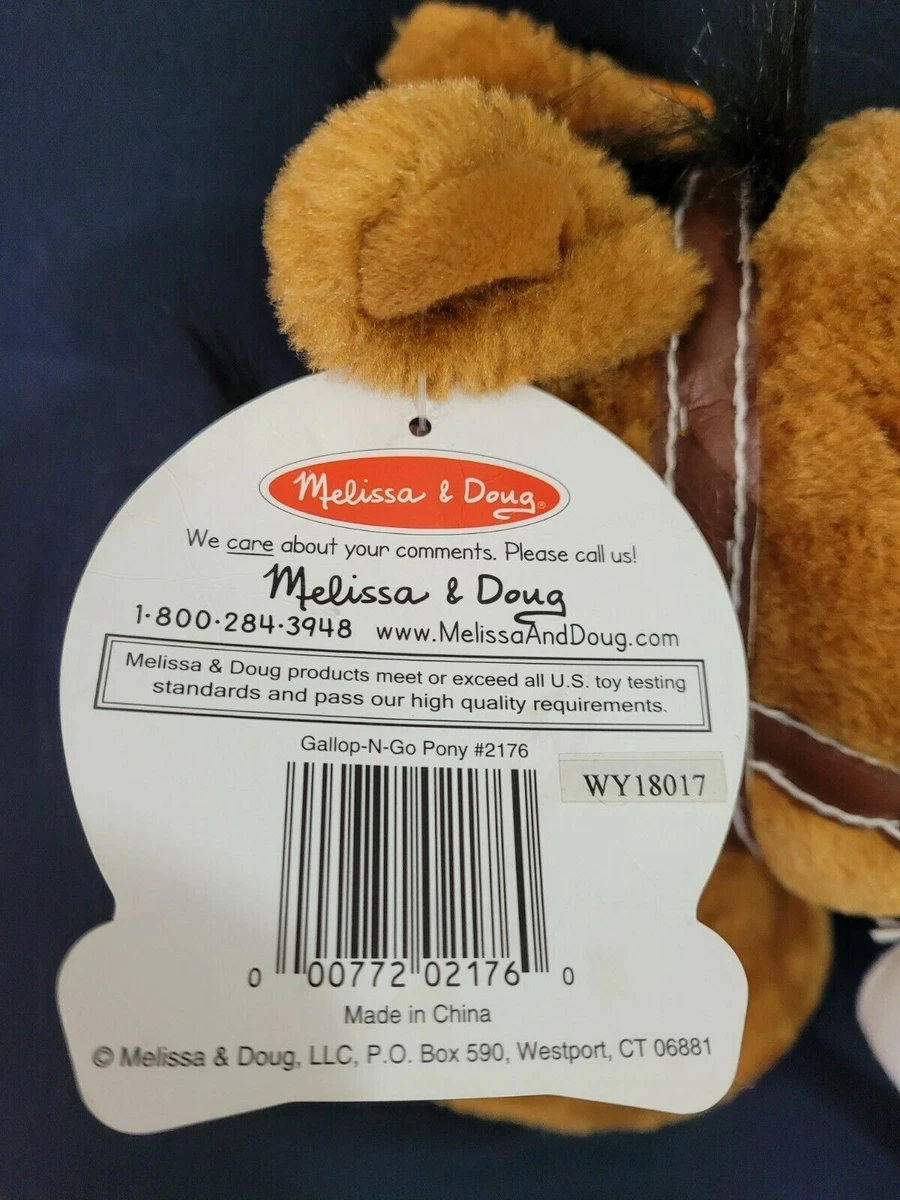 Melissa & Doug®
We care about your comments. Please call us!
Melissa & Doug
1·800·284·3948 www.MelissaAndDoug.com
Melissa & Doug products meet or exceed all U.S. toy testing
standards and pass our high quality requirements.
Gallop-N-Go Pony #2176
WY18017
0 00772 02176 0
Made in China
© Melissa & Doug, LLC, P.O. Box 590, Westport, CT 06881